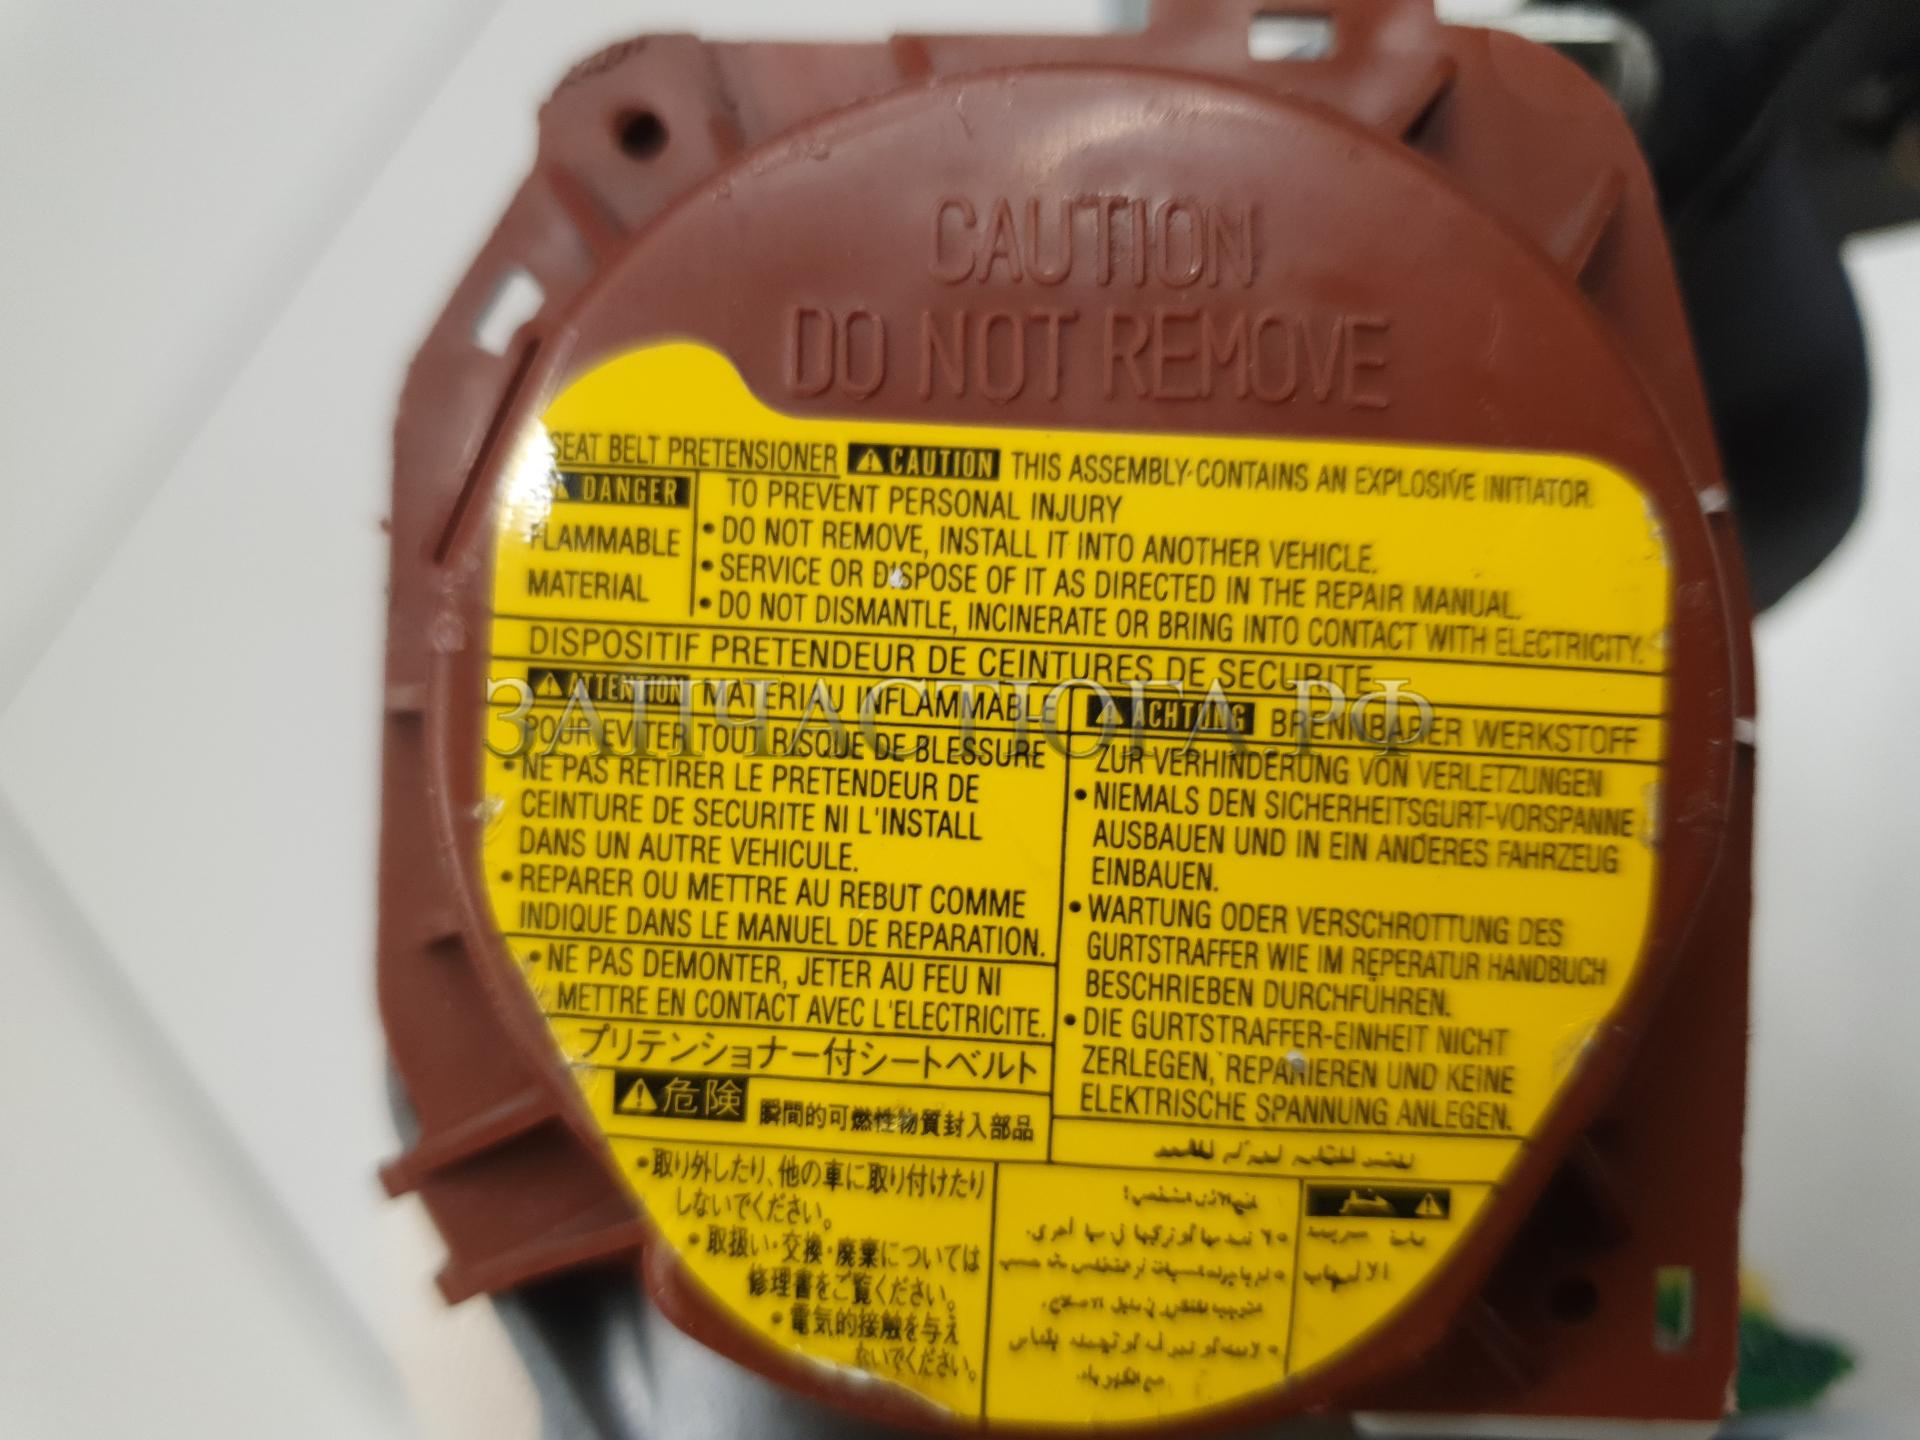 CAUTION
DO NOT REMOVE
SEAT BELT PRETENSIONER ⚠CAUTION THIS ASSEMBLY CONTAINS AN EXPLOSIVE INITIATOR.
⚠DANGER
FLAMMABLE
MATERIAL
TO PREVENT PERSONAL INJURY
•DO NOT REMOVE, INSTALL IT INTO ANOTHER VEHICLE.
•SERVICE OR DISPOSE OF IT AS DIRECTED IN THE REPAIR MANUAL.
•DO NOT DISMANTLE, INCINERATE OR BRING INTO CONTACT WITH ELECTRICITY.
DISPOSITIF PRETENDEUR DE CEINTURES DE SECURITE
ЗАПЧАСТЮГА.РФ
⚠ATTENTION MATERIAU INFLAMMABLE
POUR EVITER TOUT RISQUE DE BLESSURE
•NE PAS RETIRER LE PRETENDEUR DE
CEINTURE DE SECURITE NI L'INSTALL
DANS UN AUTRE VEHICULE.
•REPARER OU METTRE AU REBUT COMME
INDIQUE DANS LE MANUEL DE REPARATION.
•NE PAS DEMONTER, JETER AU FEU NI
METTRE EN CONTACT AVEC L'ELECTRICITE.
⚠ACHTUNG BRENNBARER WERKSTOFF
ZUR VERHINDERUNG VON VERLETZUNGEN
•NIEMALS DEN SICHERHEITSGURT-VORSPANNE
AUSBAUEN UND IN EIN ANDERES FAHRZEUG
EINBAUEN.
•WARTUNG ODER VERSCHROTTUNG DES
GURTSTRAFFER WIE IM REPERATUR HANDBUCH
BESCHRIEBEN DURCHFÜHREN.
•DIE GURTSTRAFFER-EINHEIT NICHT
ZERLEGEN, REPARIEREN UND KEINE
ELEKTRISCHE SPANNUNG ANLEGEN.
プリテンショナー付シートベルト
⚠危険 瞬間的可燃性物質封入部品
•取り外したり、他の車に取り付けたり
しないでください。
•取扱い・交換・廃棄については
修理書をご覧ください。
•電気的接触を与え
ないでください。
⚠ خطر